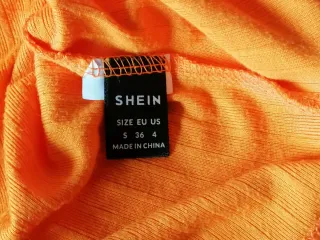 SHEIN
SIZE EU US
S 36 4
MADE IN CHINA